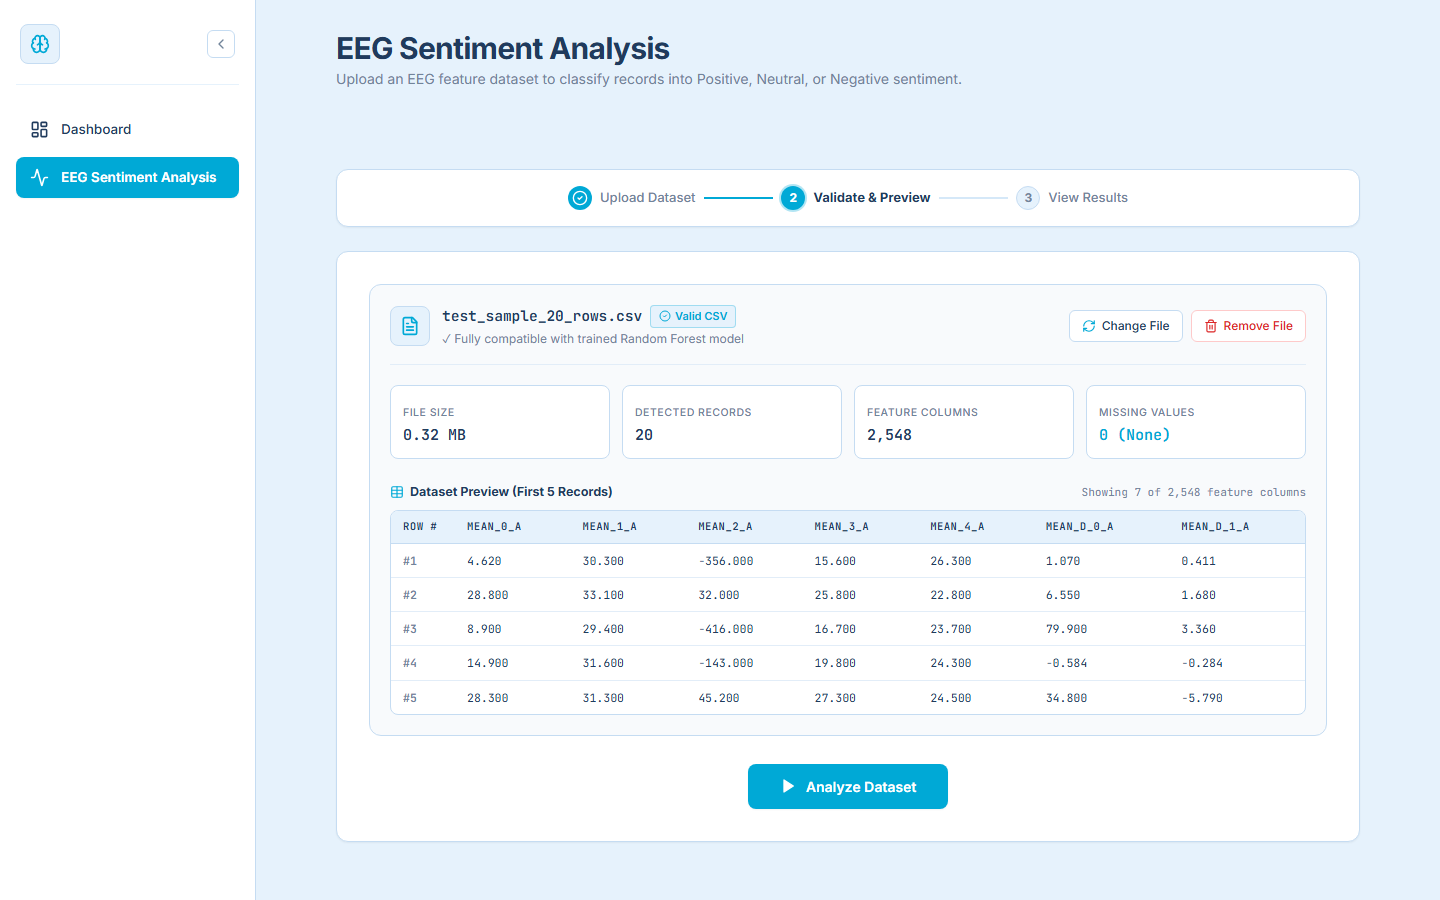 EEG Sentiment Analysis
Upload an EEG feature dataset to classify records into Positive, Neutral, or Negative sentiment.
Dashboard
EEG Sentiment Analysis
Upload Dataset
2 Validate & Preview
3 View Results
test_sample_20_rows.csv Valid CSV
✓ Fully compatible with trained Random Forest model
Change File
Remove File
FILE SIZE
0.32 MB
DETECTED RECORDS
20
FEATURE COLUMNS
2,548
MISSING VALUES
0 (None)
Dataset Preview (First 5 Records)
Showing 7 of 2,548 feature columns
ROW # MEAN_0_A MEAN_1_A MEAN_2_A MEAN_3_A MEAN_4_A MEAN_D_0_A MEAN_D_1_A
#1 4.620 30.300 -356.000 15.600 26.300 1.070 0.411
#2 28.800 33.100 32.000 25.800 22.800 6.550 1.680
#3 8.900 29.400 -416.000 16.700 23.700 79.900 3.360
#4 14.900 31.600 -143.000 19.800 24.300 -0.584 -0.284
#5 28.300 31.300 45.200 27.300 24.500 34.800 -5.790
Analyze Dataset